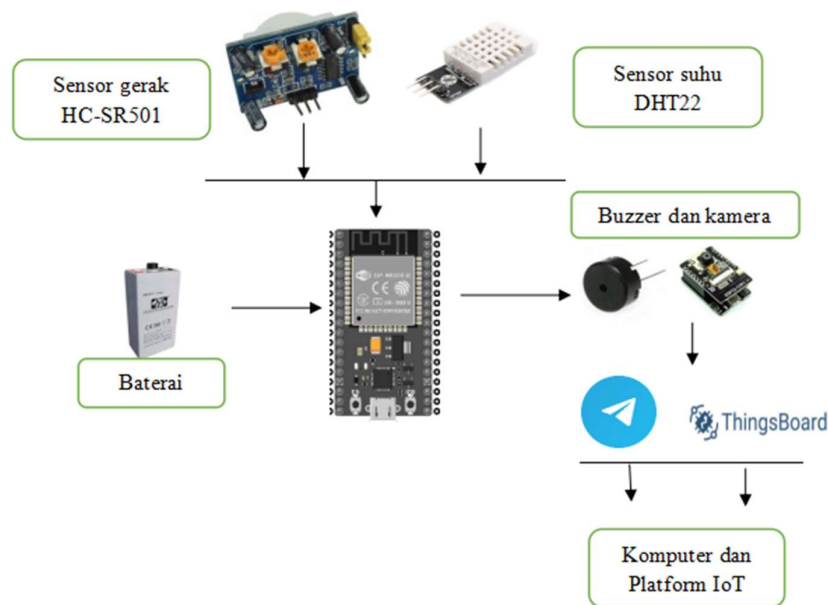 Sensor gerak
HC-SR501
Sensor suhu
DHT22
Buzzer dan kamera
Baterai
ThingsBoard
Komputer dan
Platform IoT